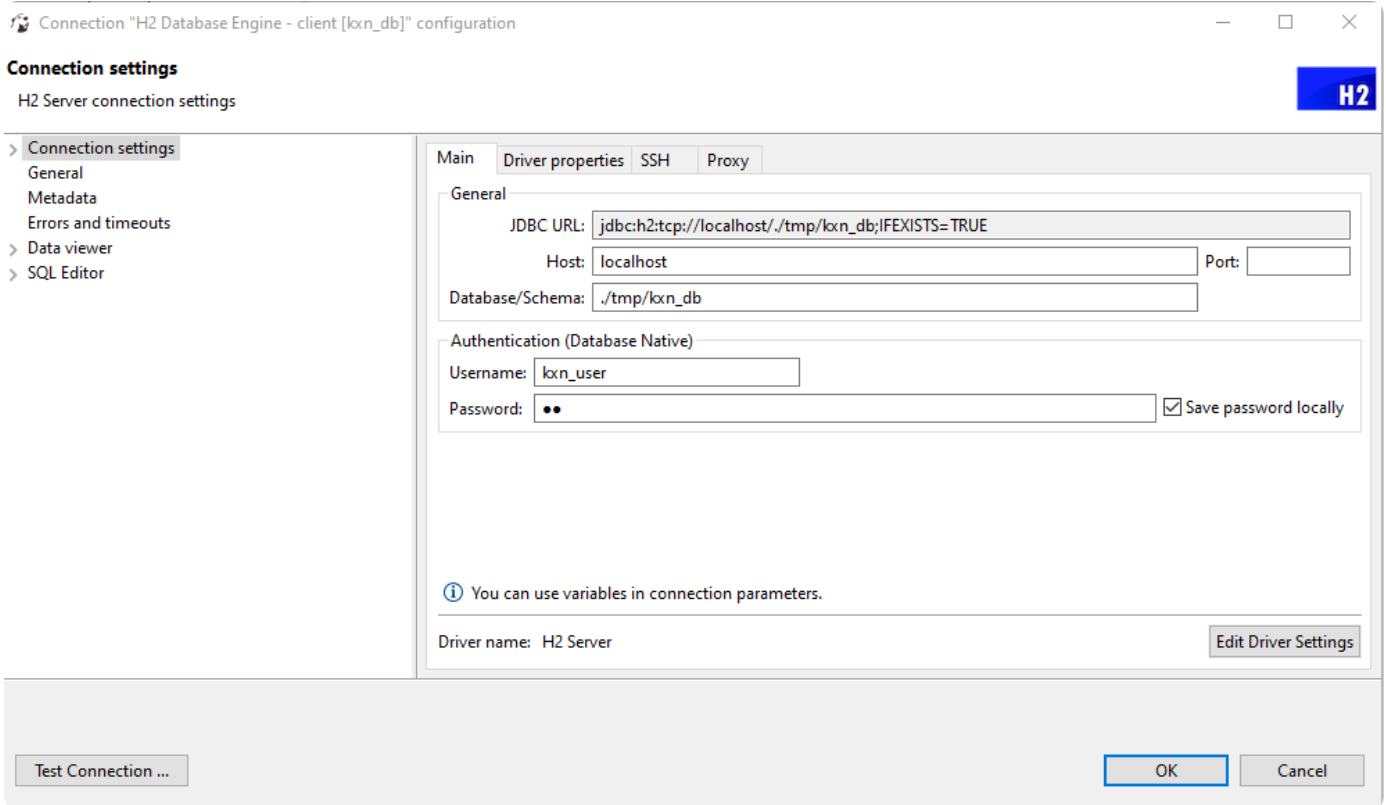 Connection "H2 Database Engine - client [kxn_db]" configuration
Connection settings
H2 Server connection settings
H2
Connection settings
General
Metadata
Errors and timeouts
Data viewer
SQL Editor
Main Driver properties SSH Proxy
General
JDBC URL: jdbc:h2:tcp://localhost/./tmp/kxn_db;IFEXISTS=TRUE
Host: localhost Port:
Database/Schema: ./tmp/kxn_db
Authentication (Database Native)
Username: kxn_user
Password: ●● Save password locally
You can use variables in connection parameters.
Driver name: H2 Server Edit Driver Settings
Test Connection ... OK Cancel